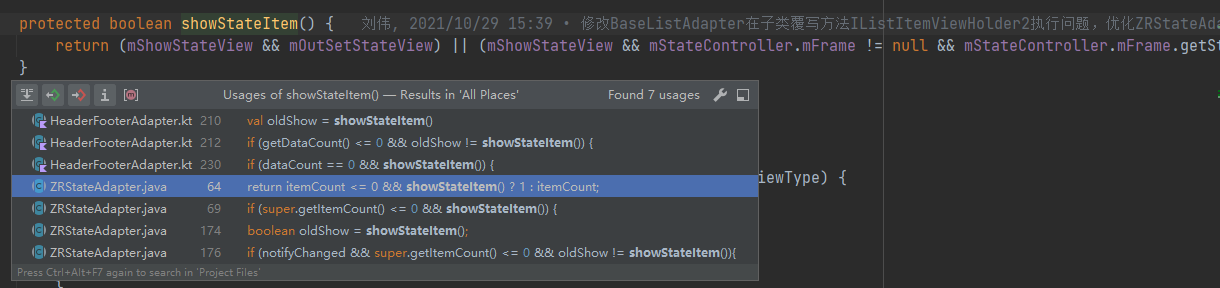 protected boolean showStateItem() { 刘伟, 2021/10/29 15:39 • 修改BaseListAdapter在子类覆写方法IListItemViewHolder2执行问题，优化ZRStateAda
return (mShowStateView && mOutSetStateView) || (mShowStateView && mStateController.mFrame != null && mStateController.mFrame.getSt
}
Usages of showStateItem() — Results in 'All Places' Found 7 usages
HeaderFooterAdapter.kt 210 val oldShow = showStateItem()
HeaderFooterAdapter.kt 212 if (getDataCount() <= 0 && oldShow != showStateItem()) {
HeaderFooterAdapter.kt 230 if (dataCount == 0 && showStateItem()) {
ZRStateAdapter.java 64 return itemCount <= 0 && showStateItem() ? 1 : itemCount; iewType) {
ZRStateAdapter.java 69 if (super.getItemCount() <= 0 && showStateItem()) {
ZRStateAdapter.java 174 boolean oldShow = showStateItem();
ZRStateAdapter.java 176 if (notifyChanged && super.getItemCount() <= 0 && oldShow != showStateItem()){
Press Ctrl+Alt+F7 again to search in 'Project Files'
{